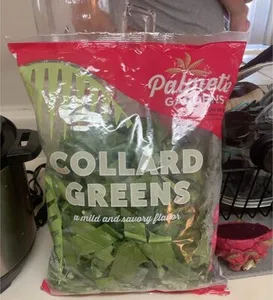 Palmetto
GARDENS
COLLARD
GREENS
a mild and savory flavor